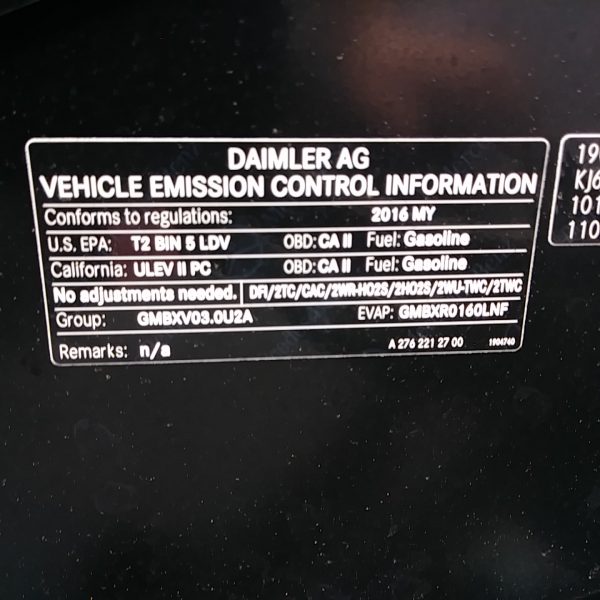 DAIMLER AG
VEHICLE EMISSION CONTROL INFORMATION
Conforms to regulations: 2016 MY
U.S. EPA: T2 BIN 5 LDV OBD: CA II Fuel: Gasoline
California: ULEV II PC OBD: CA II Fuel: Gasoline
No adjustments needed. DFI/2TC/CAC/2WR-HO2S/2HO2S/2WU-TWC/2TWC
Group: GMBXV03.0U2A EVAP: GMBXR0160LNF
Remarks: n/a A 276 221 27 00 1904740